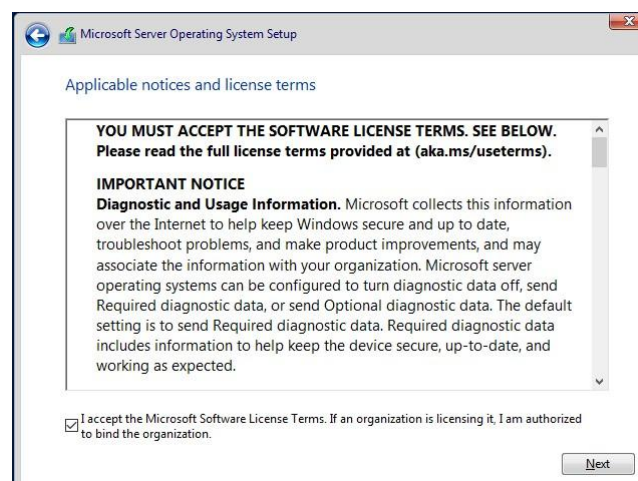 Microsoft Server Operating System Setup
Applicable notices and license terms
YOU MUST ACCEPT THE SOFTWARE LICENSE TERMS. SEE BELOW.
Please read the full license terms provided at (aka.ms/useterms).
IMPORTANT NOTICE
Diagnostic and Usage Information. Microsoft collects this information
over the Internet to help keep Windows secure and up to date,
troubleshoot problems, and make product improvements, and may
associate the information with your organization. Microsoft server
operating systems can be configured to turn diagnostic data off, send
Required diagnostic data, or send Optional diagnostic data. The default
setting is to send Required diagnostic data. Required diagnostic data
includes information to help keep the device secure, up-to-date, and
working as expected.
I accept the Microsoft Software License Terms. If an organization is licensing it, I am authorized
to bind the organization.
Next